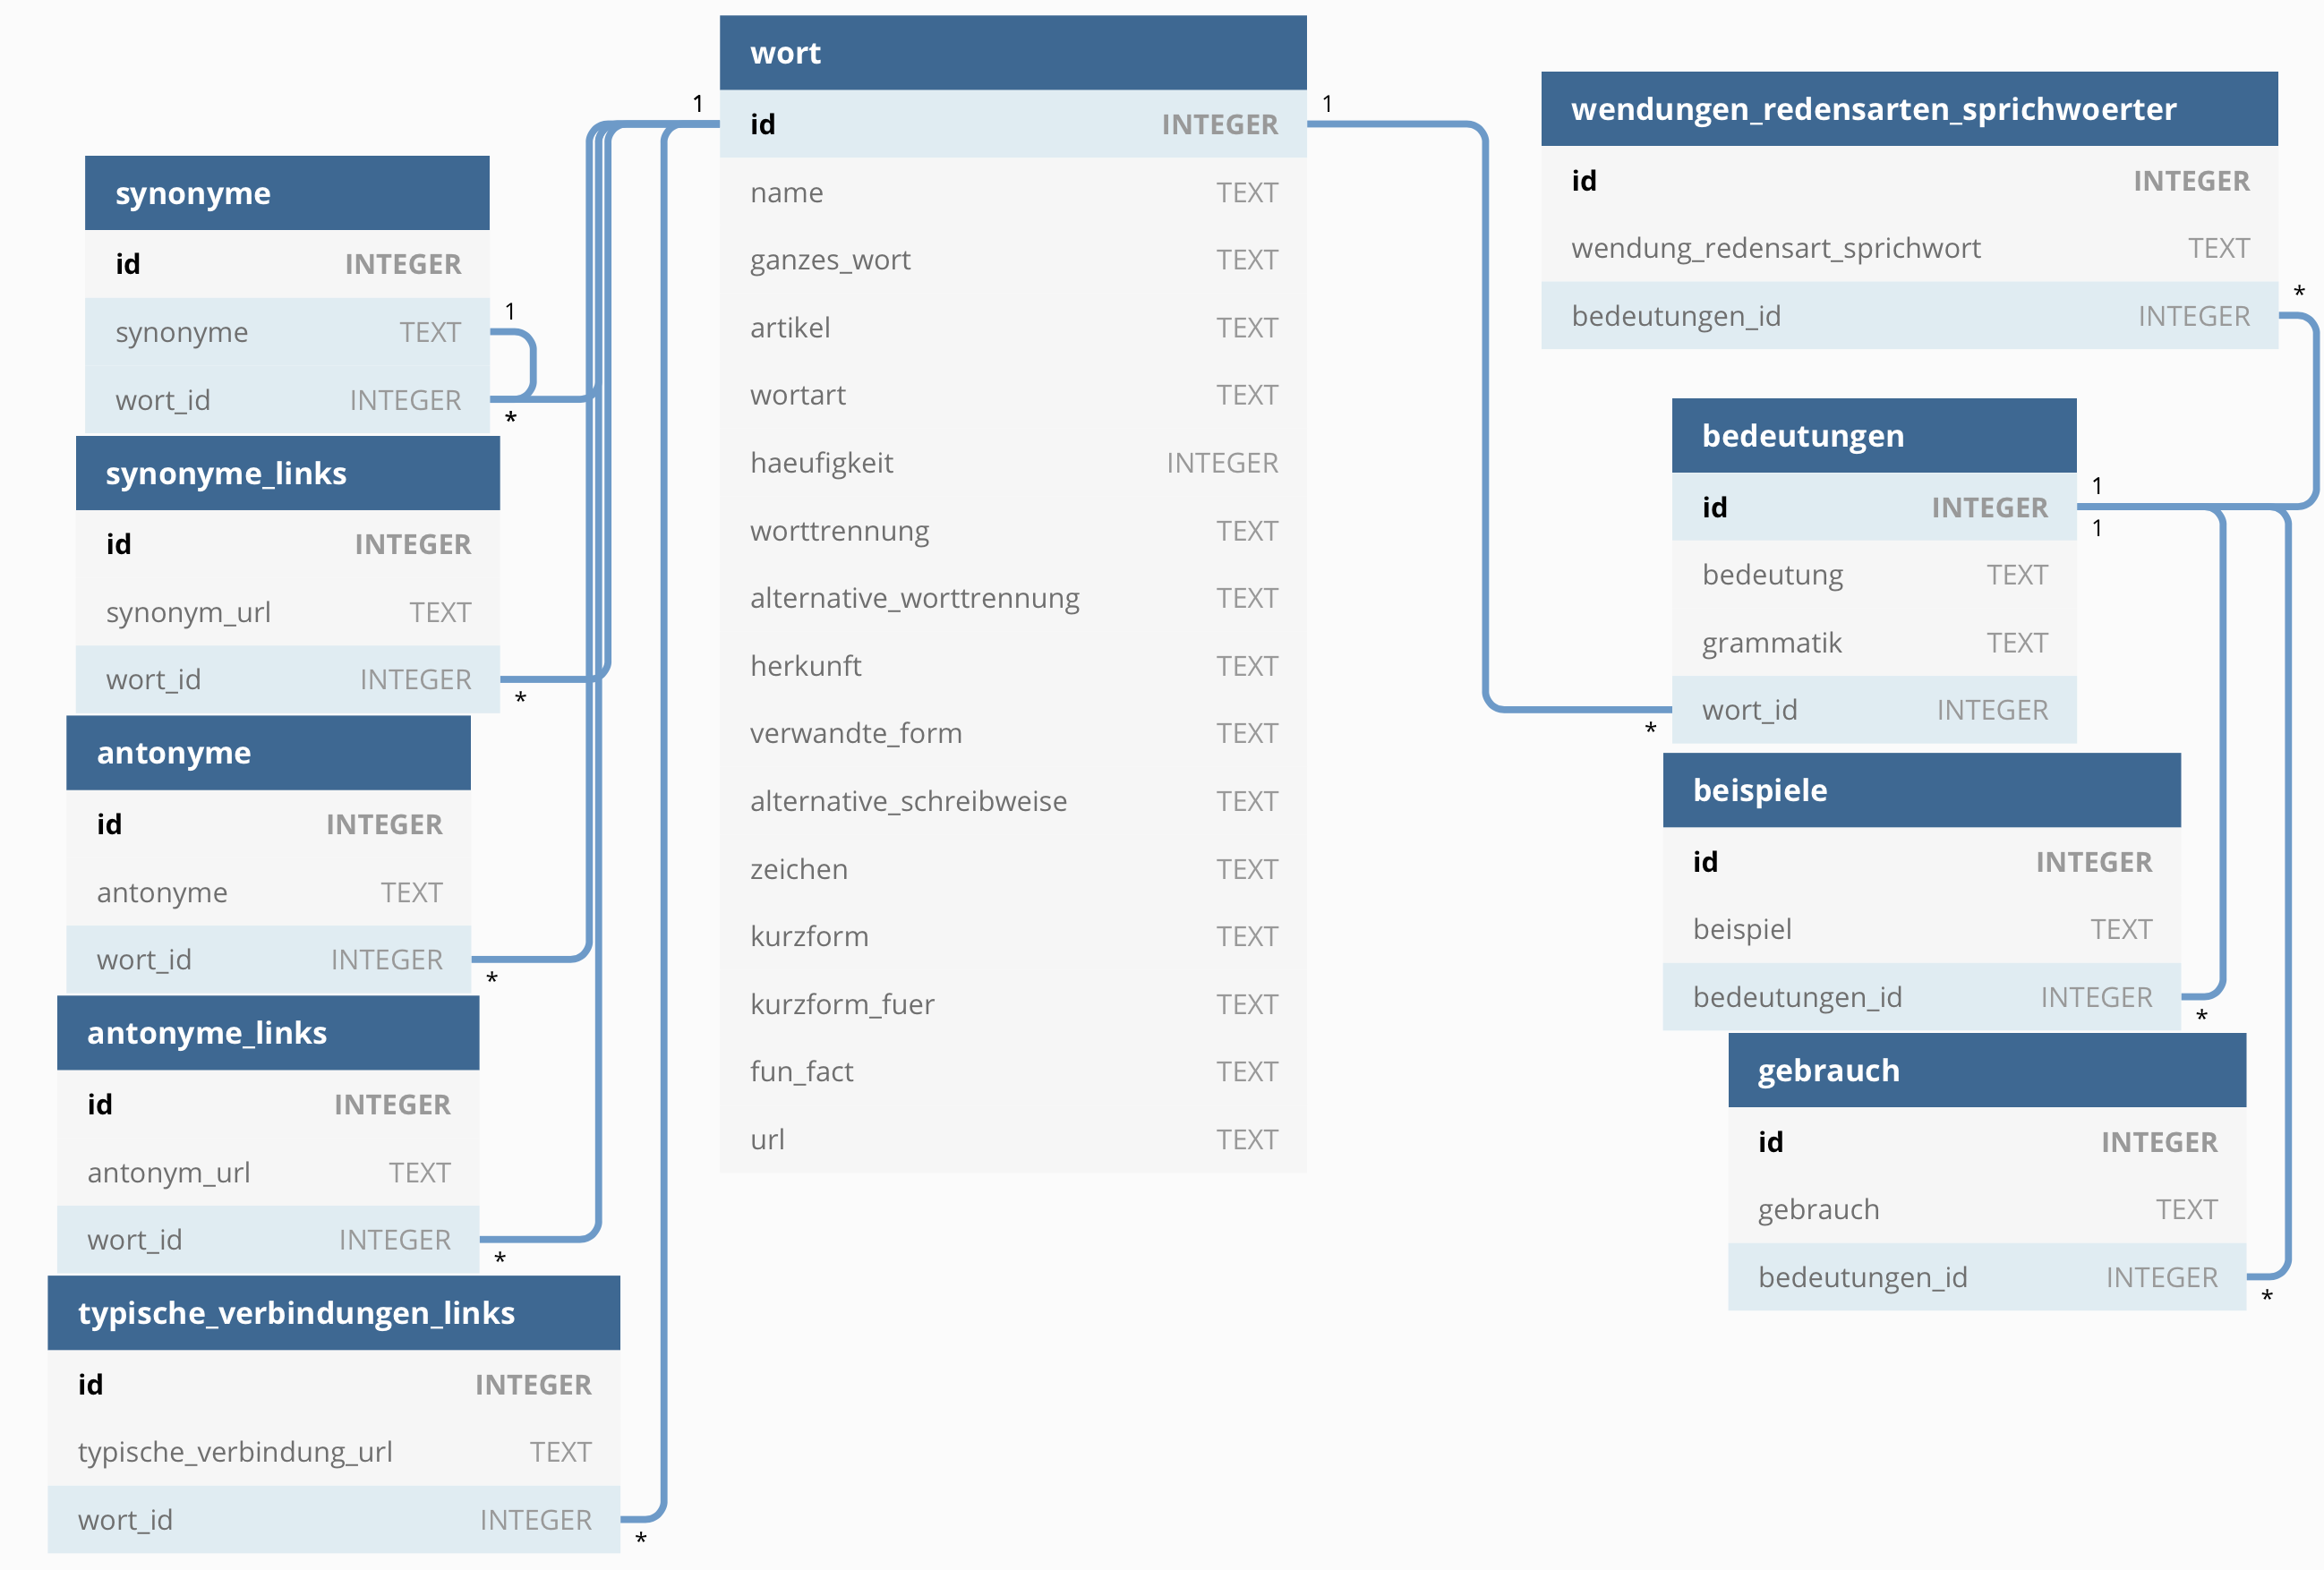 wort
1
1
id INTEGER
name TEXT
ganzes_wort TEXT
artikel TEXT
wortart TEXT
haeufigkeit INTEGER
worttrennung TEXT
alternative_worttrennung TEXT
herkunft TEXT
verwandte_form TEXT
alternative_schreibweise TEXT
zeichen TEXT
kurzform TEXT
kurzform_fuer TEXT
fun_fact TEXT
url TEXT
synonyme
id INTEGER
1
synonyme TEXT
wort_id INTEGER
*
synonyme_links
id INTEGER
synonym_url TEXT
wort_id INTEGER
*
antonyme
id INTEGER
antonyme TEXT
wort_id INTEGER
*
antonyme_links
id INTEGER
antonym_url TEXT
wort_id INTEGER
*
typische_verbindungen_links
id INTEGER
typische_verbindung_url TEXT
wort_id INTEGER
*
wendungen_redensarten_sprichwoerter
id INTEGER
wendung_redensart_sprichwort TEXT
*
bedeutungen_id INTEGER
bedeutungen
1
id INTEGER
1
bedeutung TEXT
grammatik TEXT
wort_id INTEGER
*
beispiele
id INTEGER
beispiel TEXT
bedeutungen_id INTEGER
*
gebrauch
id INTEGER
gebrauch TEXT
bedeutungen_id INTEGER
*